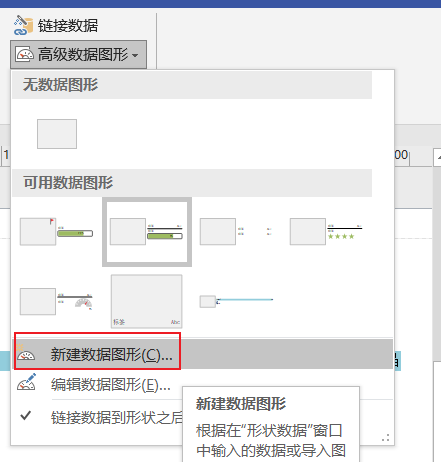 链接数据
高级数据图形
无数据图形
1
00
可用数据图形
标签
Abc
新建数据图形(C)...
编辑数据图形(E)...
链接数据到形状之后
新建数据图形
根据在“形状数据”窗口
中输入的数据或导入图